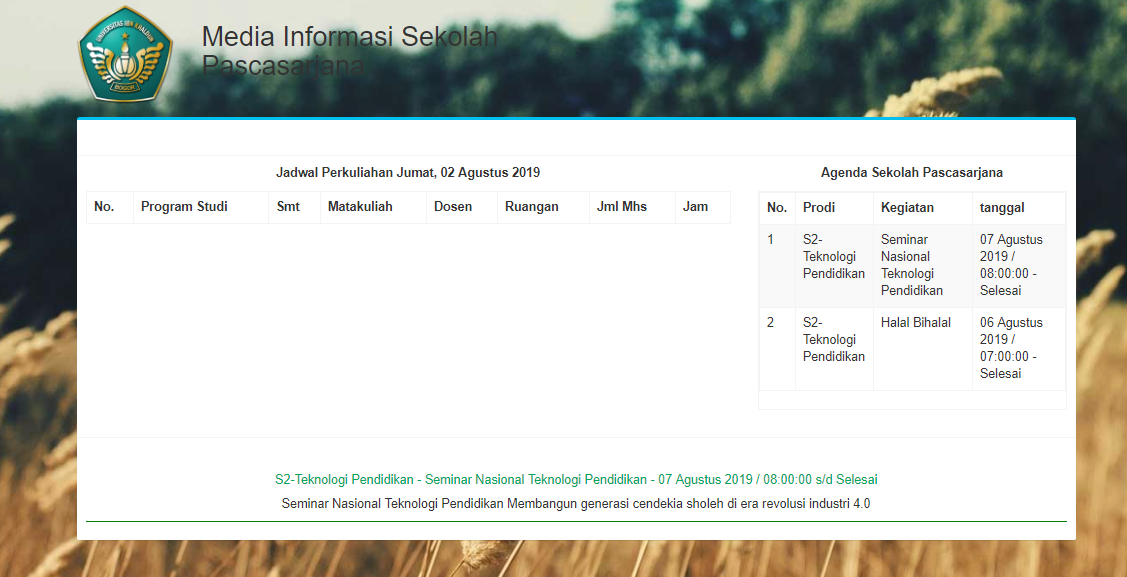 UNIVERSITAS IBN KHALDUN
BOGOR
Media Informasi Sekolah
Pascasarjana
Jadwal Perkuliahan Jumat, 02 Agustus 2019
No. Program Studi Smt Matakuliah Dosen Ruangan Jml Mhs Jam
Agenda Sekolah Pascasarjana
No. Prodi Kegiatan tanggal
1 S2- Seminar 07 Agustus
Teknologi Nasional 2019 /
Pendidikan Teknologi 08:00:00 -
Pendidikan Selesai
2 S2- Halal Bihalal 06 Agustus
Teknologi 2019 /
Pendidikan 07:00:00 -
Selesai
S2-Teknologi Pendidikan - Seminar Nasional Teknologi Pendidikan - 07 Agustus 2019 / 08:00:00 s/d Selesai
Seminar Nasional Teknologi Pendidikan Membangun generasi cendekia sholeh di era revolusi industri 4.0